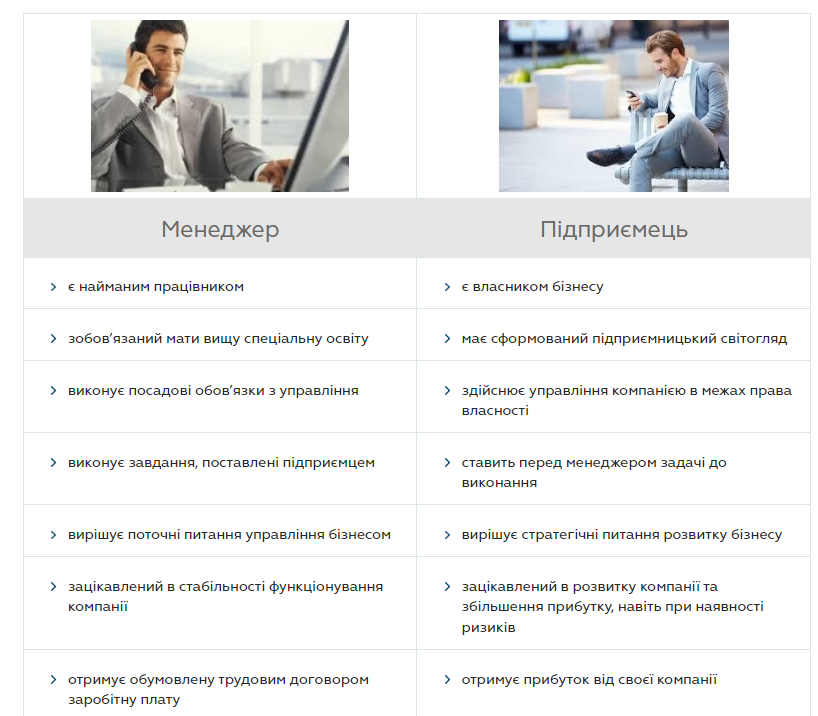 Менеджер
Підприємець
є найманим працівником
є власником бізнесу
зобов’язаний мати вищу спеціальну освіту
має сформований підприємницький світогляд
виконує посадові обов’язки з управління
здійснює управління компанією в межах права
власності
виконує завдання, поставлені підприємцем
ставить перед менеджером задачі до
виконання
вирішує поточні питання управління бізнесом
вирішує стратегічні питання розвитку бізнесу
зацікавлений в стабільності функціонування
компанії
зацікавлений в розвитку компанії та
збільшення прибутку, навіть при наявності
ризиків
отримує обумовлену трудовим договором
заробітну плату
отримує прибуток від своєї компанії